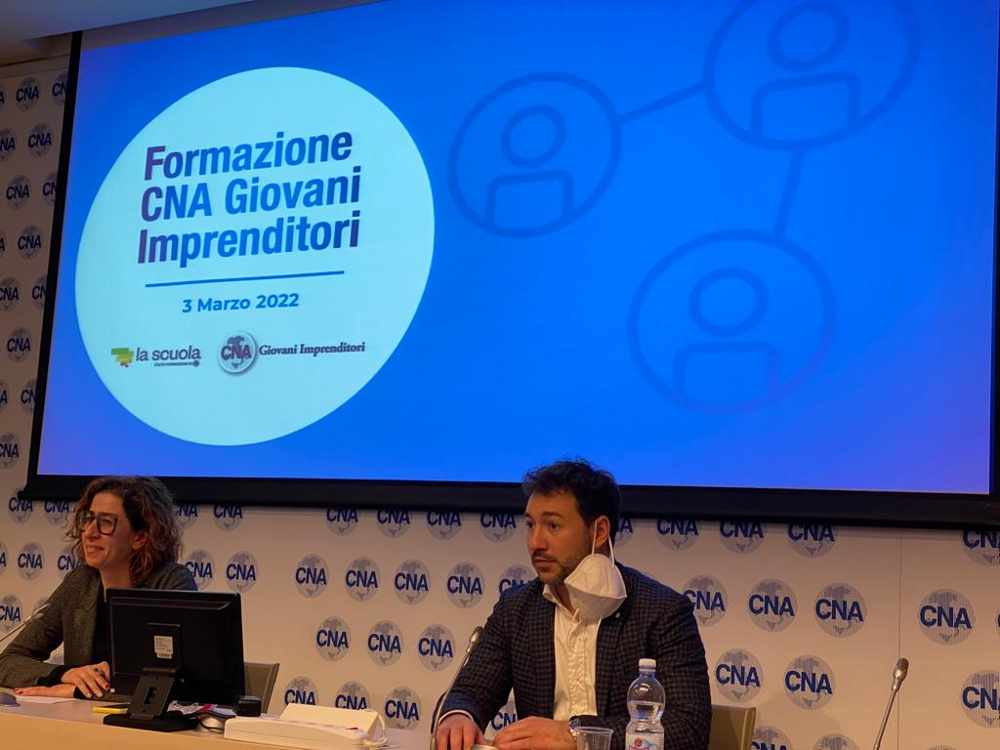 Formazione
CNA Giovani
Imprenditori
3 Marzo 2022
la scuola
CNA Giovani Imprenditori
CNA